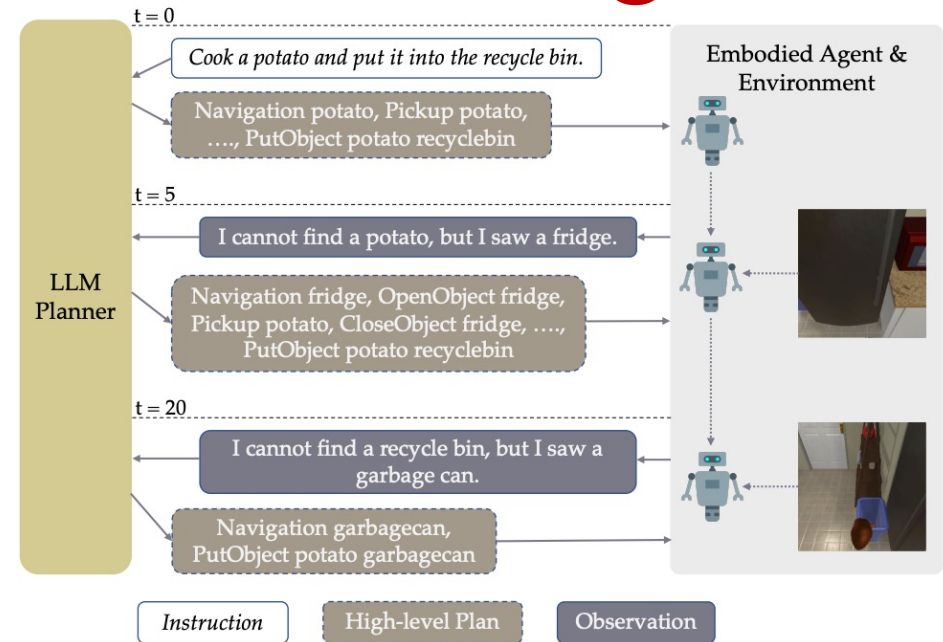 t = 0
Cook a potato and put it into the recycle bin.
Embodied Agent &
Environment
Navigation potato, Pickup potato,
…., PutObject potato recyclebin
t = 5
I cannot find a potato, but I saw a fridge.
LLM
Planner
Navigation fridge, OpenObject fridge,
Pickup potato, CloseObject fridge, ….,
PutObject potato recyclebin
t = 20
I cannot find a recycle bin, but I saw a
garbage can.
Navigation garbagecan,
PutObject potato garbagecan
Instruction
High-level Plan
Observation